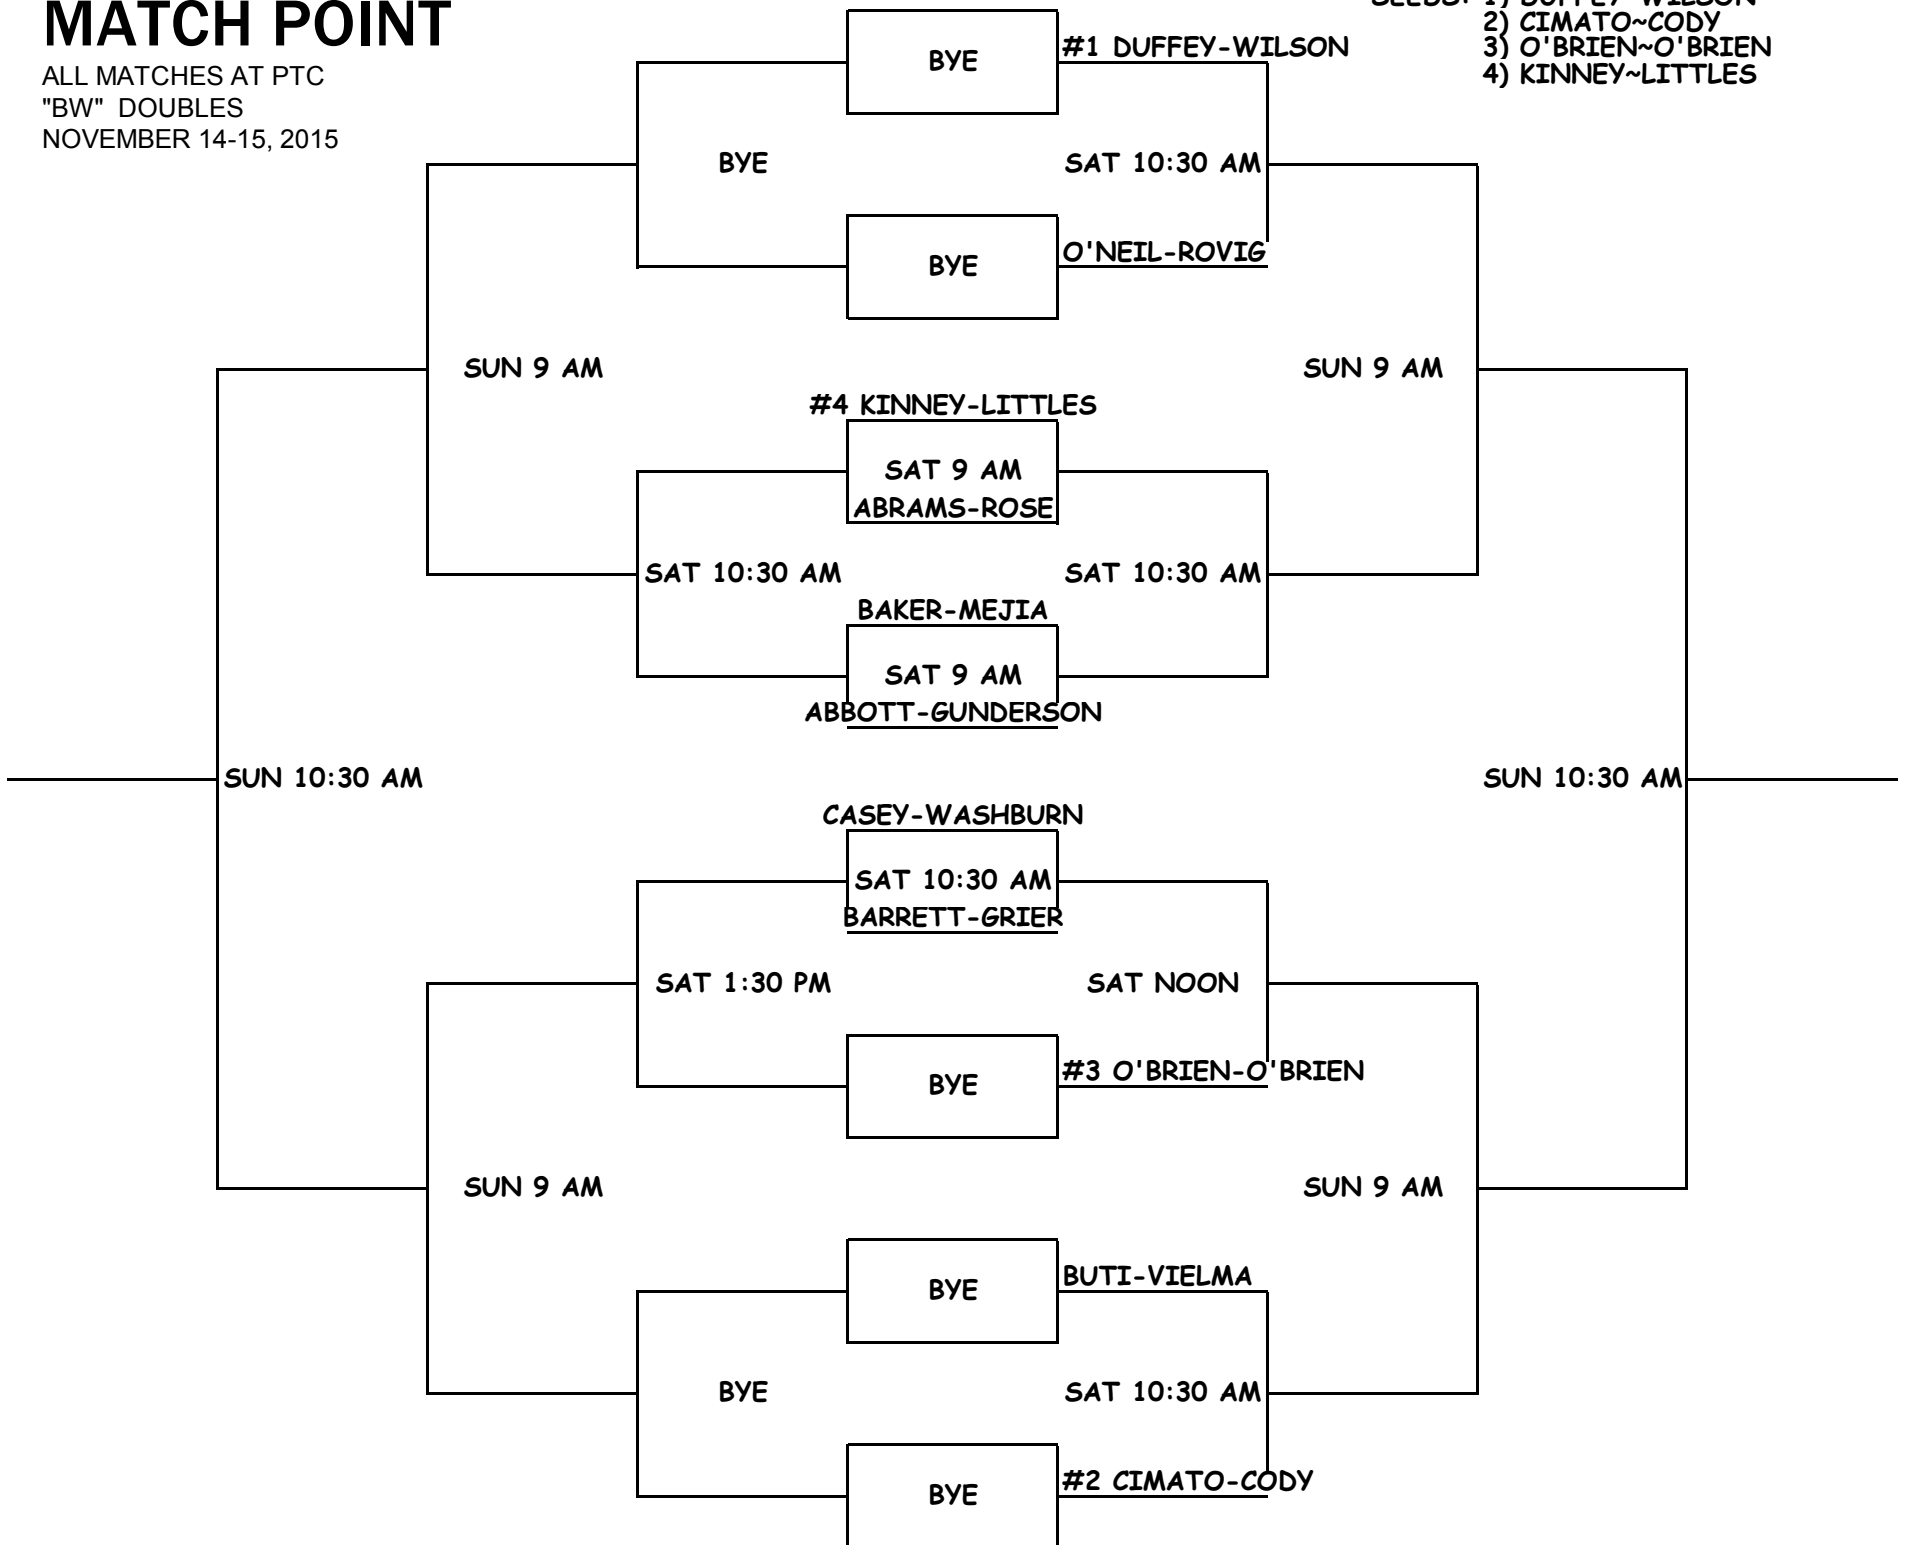 MATCH POINT
ALL MATCHES AT PTC
"BW" DOUBLES
NOVEMBER 14-15, 2015
SEEDS: 1) DUFFEY~WILSON
2) CIMATO~CODY
3) O'BRIEN~O'BRIEN
4) KINNEY~LITTLES
BYE
#1 DUFFEY-WILSON
BYE
SAT 10:30 AM
BYE
O'NEIL-ROVIG
SUN 9 AM
SUN 9 AM
#4 KINNEY-LITTLES
SAT 9 AM
ABRAMS-ROSE
SAT 10:30 AM
SAT 10:30 AM
BAKER-MEJIA
SAT 9 AM
ABBOTT-GUNDERSON
SUN 10:30 AM
SUN 10:30 AM
CASEY-WASHBURN
SAT 10:30 AM
BARRETT-GRIER
SAT 1:30 PM
SAT NOON
BYE
#3 O'BRIEN-O'BRIEN
SUN 9 AM
SUN 9 AM
BYE
BUTI-VIELMA
BYE
SAT 10:30 AM
BYE
#2 CIMATO-CODY